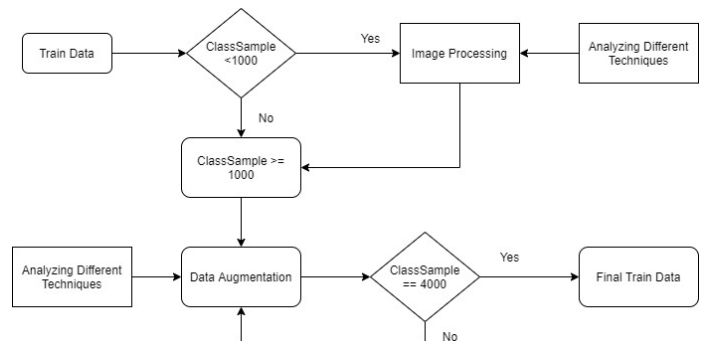 Train Data
ClassSample
<1000
Yes
Image Processing
Analyzing Different
Techniques
No
ClassSample >=
1000
Analyzing Different
Techniques
Data Augmentation
ClassSample
== 4000
Yes
Final Train Data
No